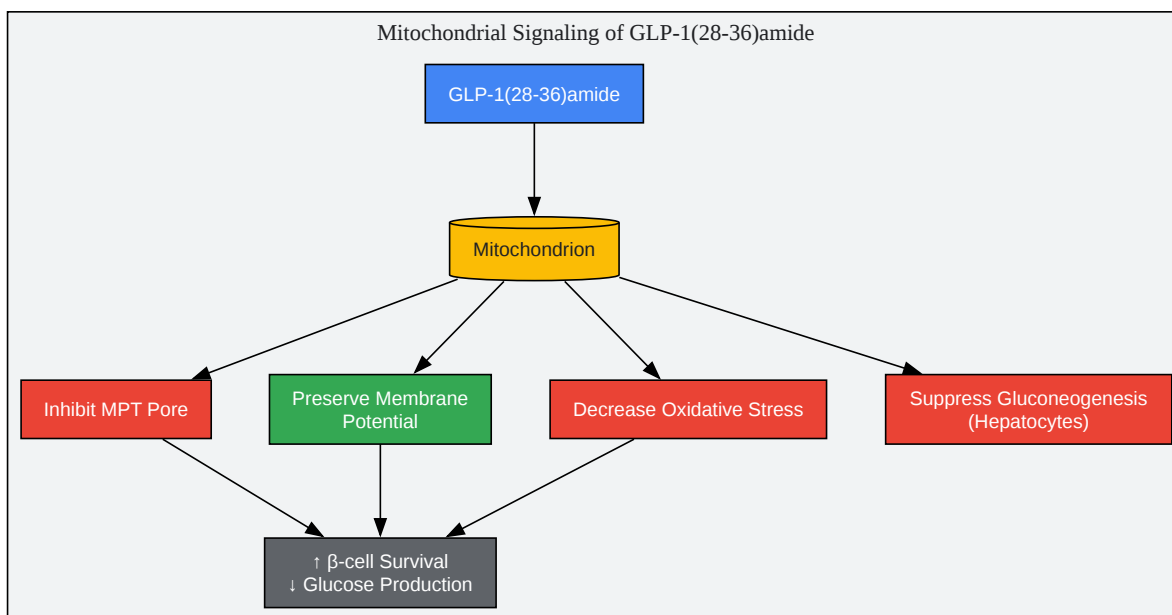 Mitochondrial Signaling of GLP-1(28-36)amide
GLP-1(28-36)amide
Mitochondrion
Inhibit MPT Pore
Preserve Membrane
Potential
Decrease Oxidative Stress
Suppress Gluconeogenesis
(Hepatocytes)
↑ β-cell Survival
↓ Glucose Production